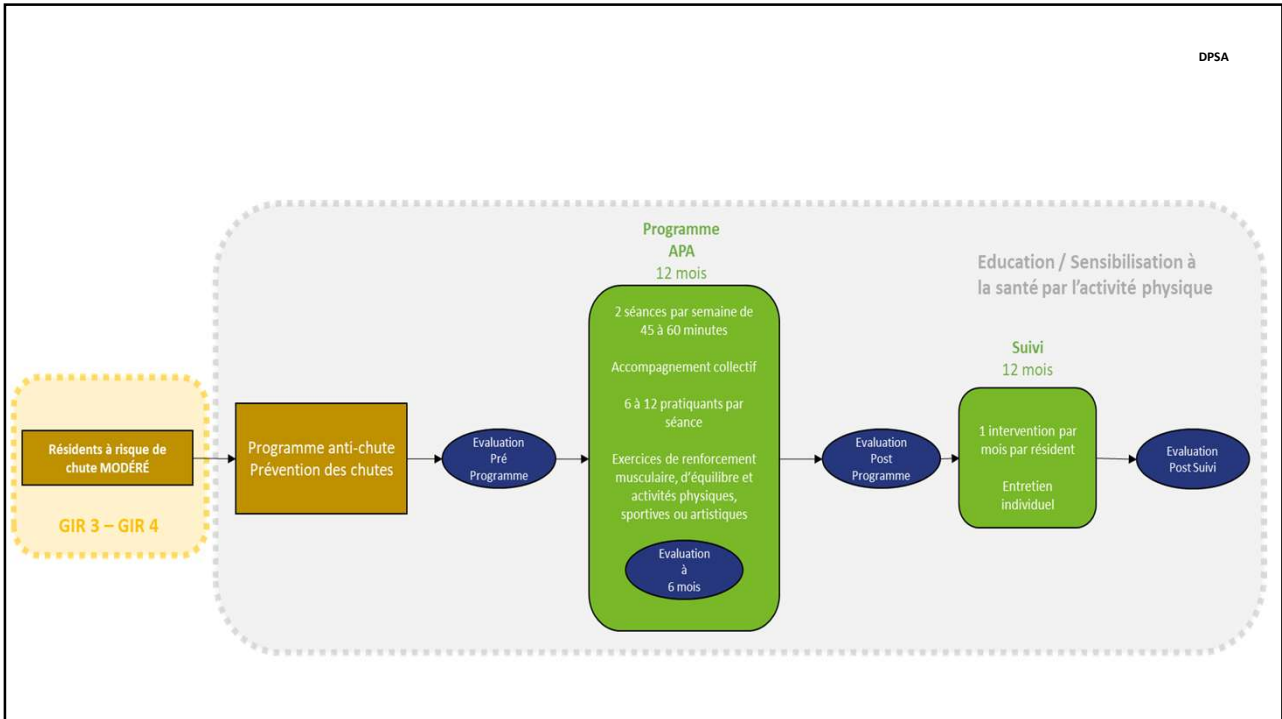 DPSA
Programme
APA
12 mois
Education / Sensibilisation à
la santé par l'activité physique
2 séances par semaine de
45 à 60 minutes
Accompagnement collectif
6 à 12 pratiquants par
séance
Exercices de renforcement
musculaire, d'équilibre et
activités physiques,
sportives ou artistiques
Evaluation
à
6 mois
Suivi
12 mois
1 intervention par
mois par résident
Entretien
individuel
Résidents à risque de
chute MODÉRÉ
GIR 3 – GIR 4
Programme anti-chute
Prévention des chutes
Evaluation
Pré
Programme
Evaluation
Post
Programme
Evaluation
Post Suivi